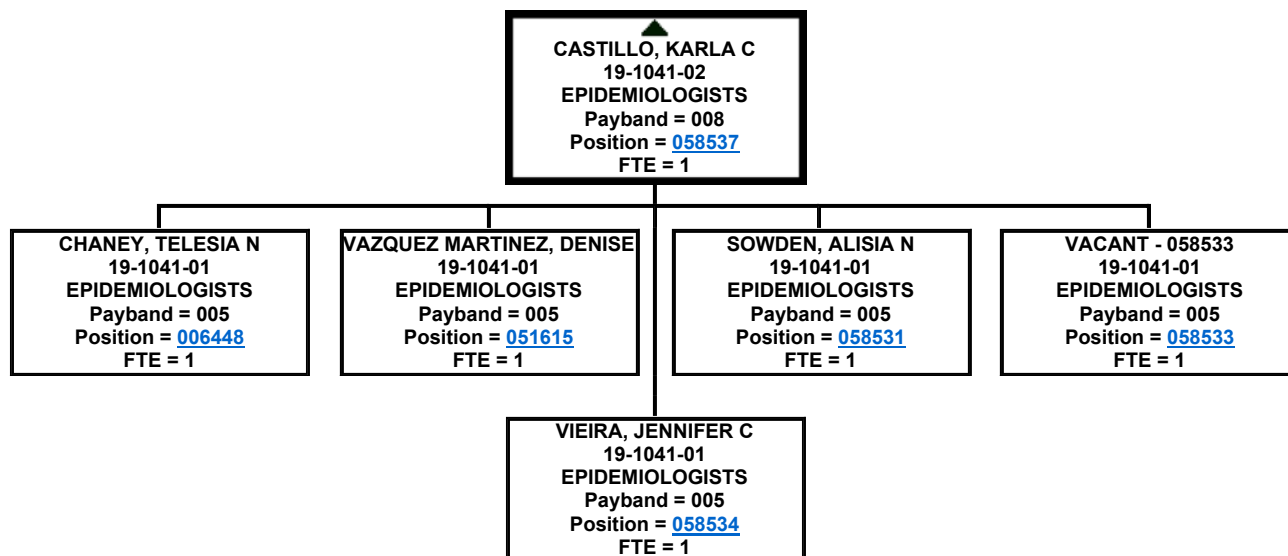 CASTILLO, KARLA C
19-1041-02
EPIDEMIOLOGISTS
Payband = 008
Position = 058537
FTE = 1
CHANEY, TELESIA N
19-1041-01
EPIDEMIOLOGISTS
Payband = 005
Position = 006448
FTE = 1
VAZQUEZ MARTINEZ, DENISE
19-1041-01
EPIDEMIOLOGISTS
Payband = 005
Position = 051615
FTE = 1
SOWDEN, ALISIA N
19-1041-01
EPIDEMIOLOGISTS
Payband = 005
Position = 058531
FTE = 1
VACANT - 058533
19-1041-01
EPIDEMIOLOGISTS
Payband = 005
Position = 058533
FTE = 1
VIEIRA, JENNIFER C
19-1041-01
EPIDEMIOLOGISTS
Payband = 005
Position = 058534
FTE = 1